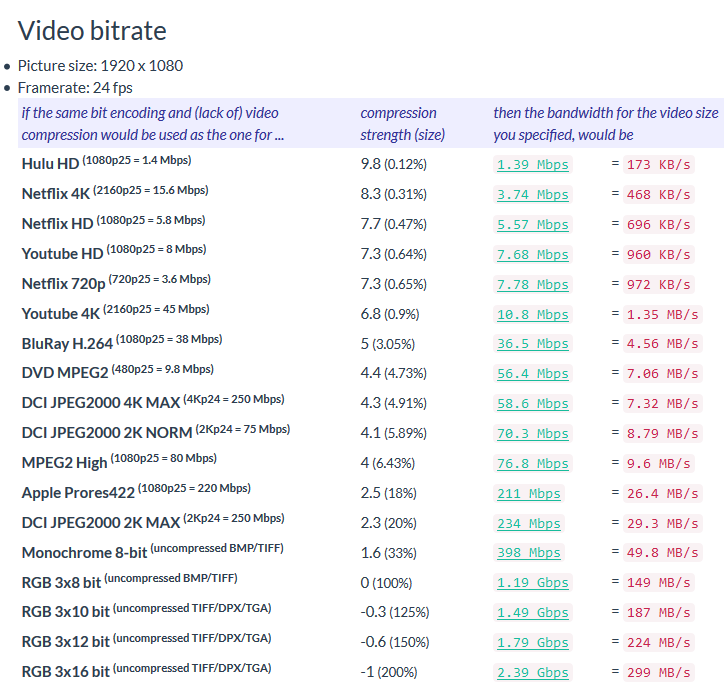 Video bitrate
• Picture size: 1920 x 1080
• Framerate: 24 fps
if the same bit encoding and (lack of) video compression would be used as the one for ... compression strength (size) then the bandwidth for the video size you specified, would be
Hulu HD (1080p25 = 1.4 Mbps) 9.8 (0.12%) 1.39 Mbps = 173 KB/s
Netflix 4K (2160p25 = 15.6 Mbps) 8.3 (0.31%) 3.74 Mbps = 468 KB/s
Netflix HD (1080p25 = 5.8 Mbps) 7.7 (0.47%) 5.57 Mbps = 696 KB/s
Youtube HD (1080p25 = 8 Mbps) 7.3 (0.64%) 7.68 Mbps = 960 KB/s
Netflix 720p (720p25 = 3.6 Mbps) 7.3 (0.65%) 7.78 Mbps = 972 KB/s
Youtube 4K (2160p25 = 45 Mbps) 6.8 (0.9%) 10.8 Mbps = 1.35 MB/s
BluRay H.264 (1080p25 = 38 Mbps) 5 (3.05%) 36.5 Mbps = 4.56 MB/s
DVD MPEG2 (480p25 = 9.8 Mbps) 4.4 (4.73%) 56.4 Mbps = 7.06 MB/s
DCI JPEG2000 4K MAX (4Kp24 = 250 Mbps) 4.3 (4.91%) 58.6 Mbps = 7.32 MB/s
DCI JPEG2000 2K NORM (2Kp24 = 75 Mbps) 4.1 (5.89%) 70.3 Mbps = 8.79 MB/s
MPEG2 High (1080p25 = 80 Mbps) 4 (6.43%) 76.8 Mbps = 9.6 MB/s
Apple Prores422 (1080p25 = 220 Mbps) 2.5 (18%) 211 Mbps = 26.4 MB/s
DCI JPEG2000 2K MAX (2Kp24 = 250 Mbps) 2.3 (20%) 234 Mbps = 29.3 MB/s
Monochrome 8-bit (uncompressed BMP/TIFF) 1.6 (33%) 398 Mbps = 49.8 MB/s
RGB 3x8 bit (uncompressed BMP/TIFF) 0 (100%) 1.19 Gbps = 149 MB/s
RGB 3x10 bit (uncompressed TIFF/DPX/TGA) -0.3 (125%) 1.49 Gbps = 187 MB/s
RGB 3x12 bit (uncompressed TIFF/DPX/TGA) -0.6 (150%) 1.79 Gbps = 224 MB/s
RGB 3x16 bit (uncompressed TIFF/DPX/TGA) -1 (200%) 2.39 Gbps = 299 MB/s